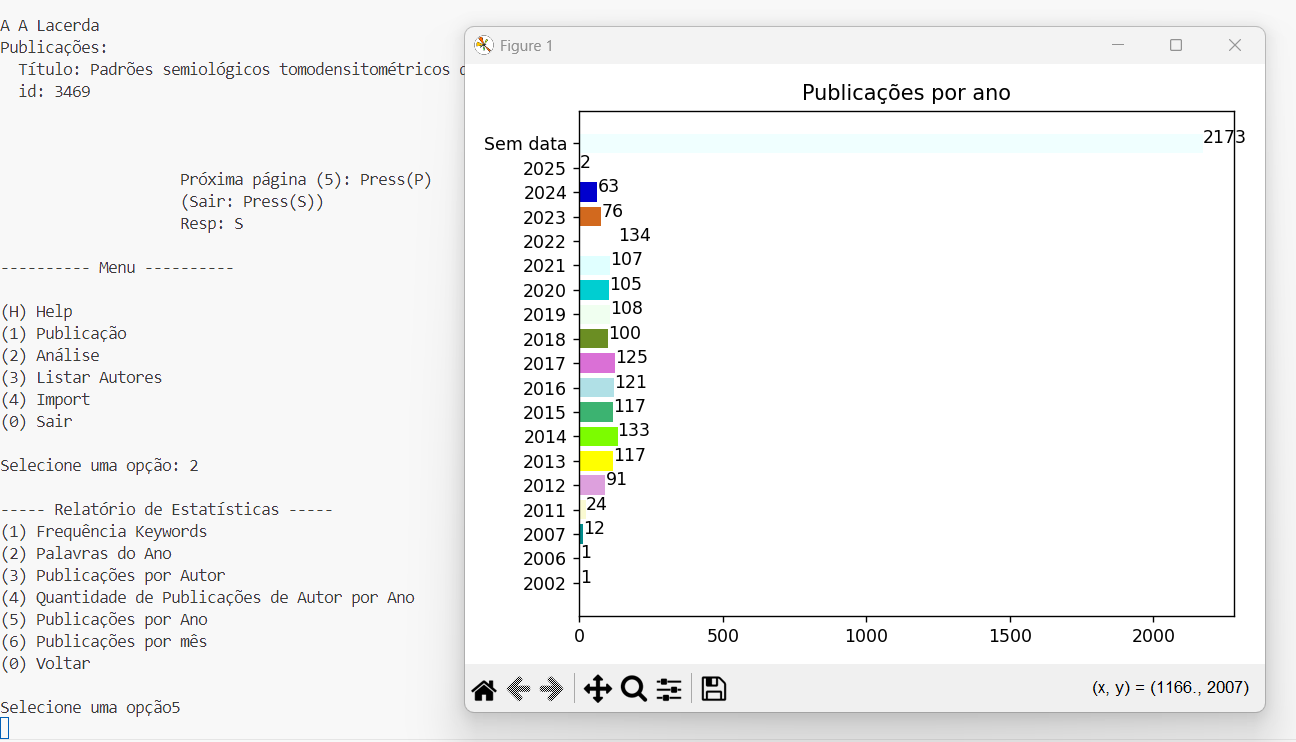 A A Lacerda
Publicações:
Título: Padrões semiológicos tomodensitométricos
id: 3469
Próxima página (5): Press(P)
(Sair: Press(S))
Resp: S
---------- Menu ----------
(H) Help
(1) Publicação
(2) Análise
(3) Listar Autores
(4) Import
(0) Sair
Selecione uma opção: 2
----- Relatório de Estatísticas -----
(1) Frequência Keywords
(2) Palavras do Ano
(3) Publicações por Autor
(4) Quantidade de Publicações de Autor por Ano
(5) Publicações por Ano
(6) Publicações por mês
(0) Voltar
Selecione uma opção5
Figure 1
Publicações por ano
Sem data 2173
2025 2
2024 63
2023 76
2022 134
2021 107
2020 105
2019 108
2018 100
2017 125
2016 121
2015 117
2014 133
2013 117
2012 91
2011 24
2007 12
2006 1
2002 1
0 500 1000 1500 2000
(x, y) = (1166., 2007)